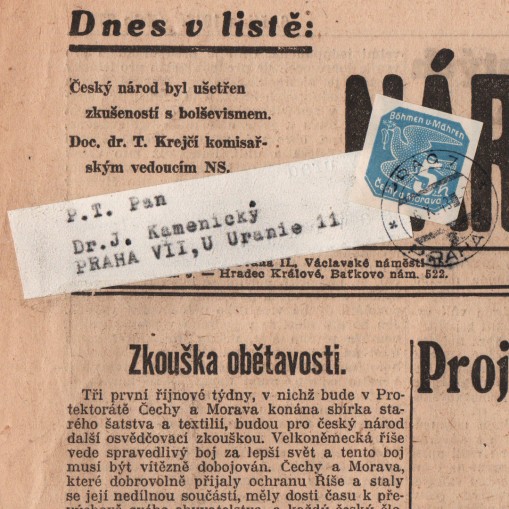 Dnes v listě:
Český národ byl ušetřen
zkušeností s bolševismem.
Doc. dr. T. Krejčí komisař-
ským vedoucím NS.
NÁR
Böhmen u. Mähren
5h
Čechy u. Morava
PRAHA 7
PRAHA
P.T. Pan
Dr.J. Kamenický
PRAHA VII,U Uranie 11
II., Václavské náměstí
— Hradec Králové, Baťkovo nám. 522.
Zkouška obětavosti.
Tři první říjnové týdny, v nichž bude v Pro-
tektorátě Čechy a Morava konána sbírka sta-
rého šatstva a textilií, budou pro český národ
další osvědčovací zkouškou. Velkoněmecká říše
vede spravedlivý boj za lepší svět a tento boj
musí být vítězně dobojován. Čechy a Morava,
které dobrovolně přijaly ochranu Říše a staly
se její nedílnou součástí, měly dosti času k pře-
Proj